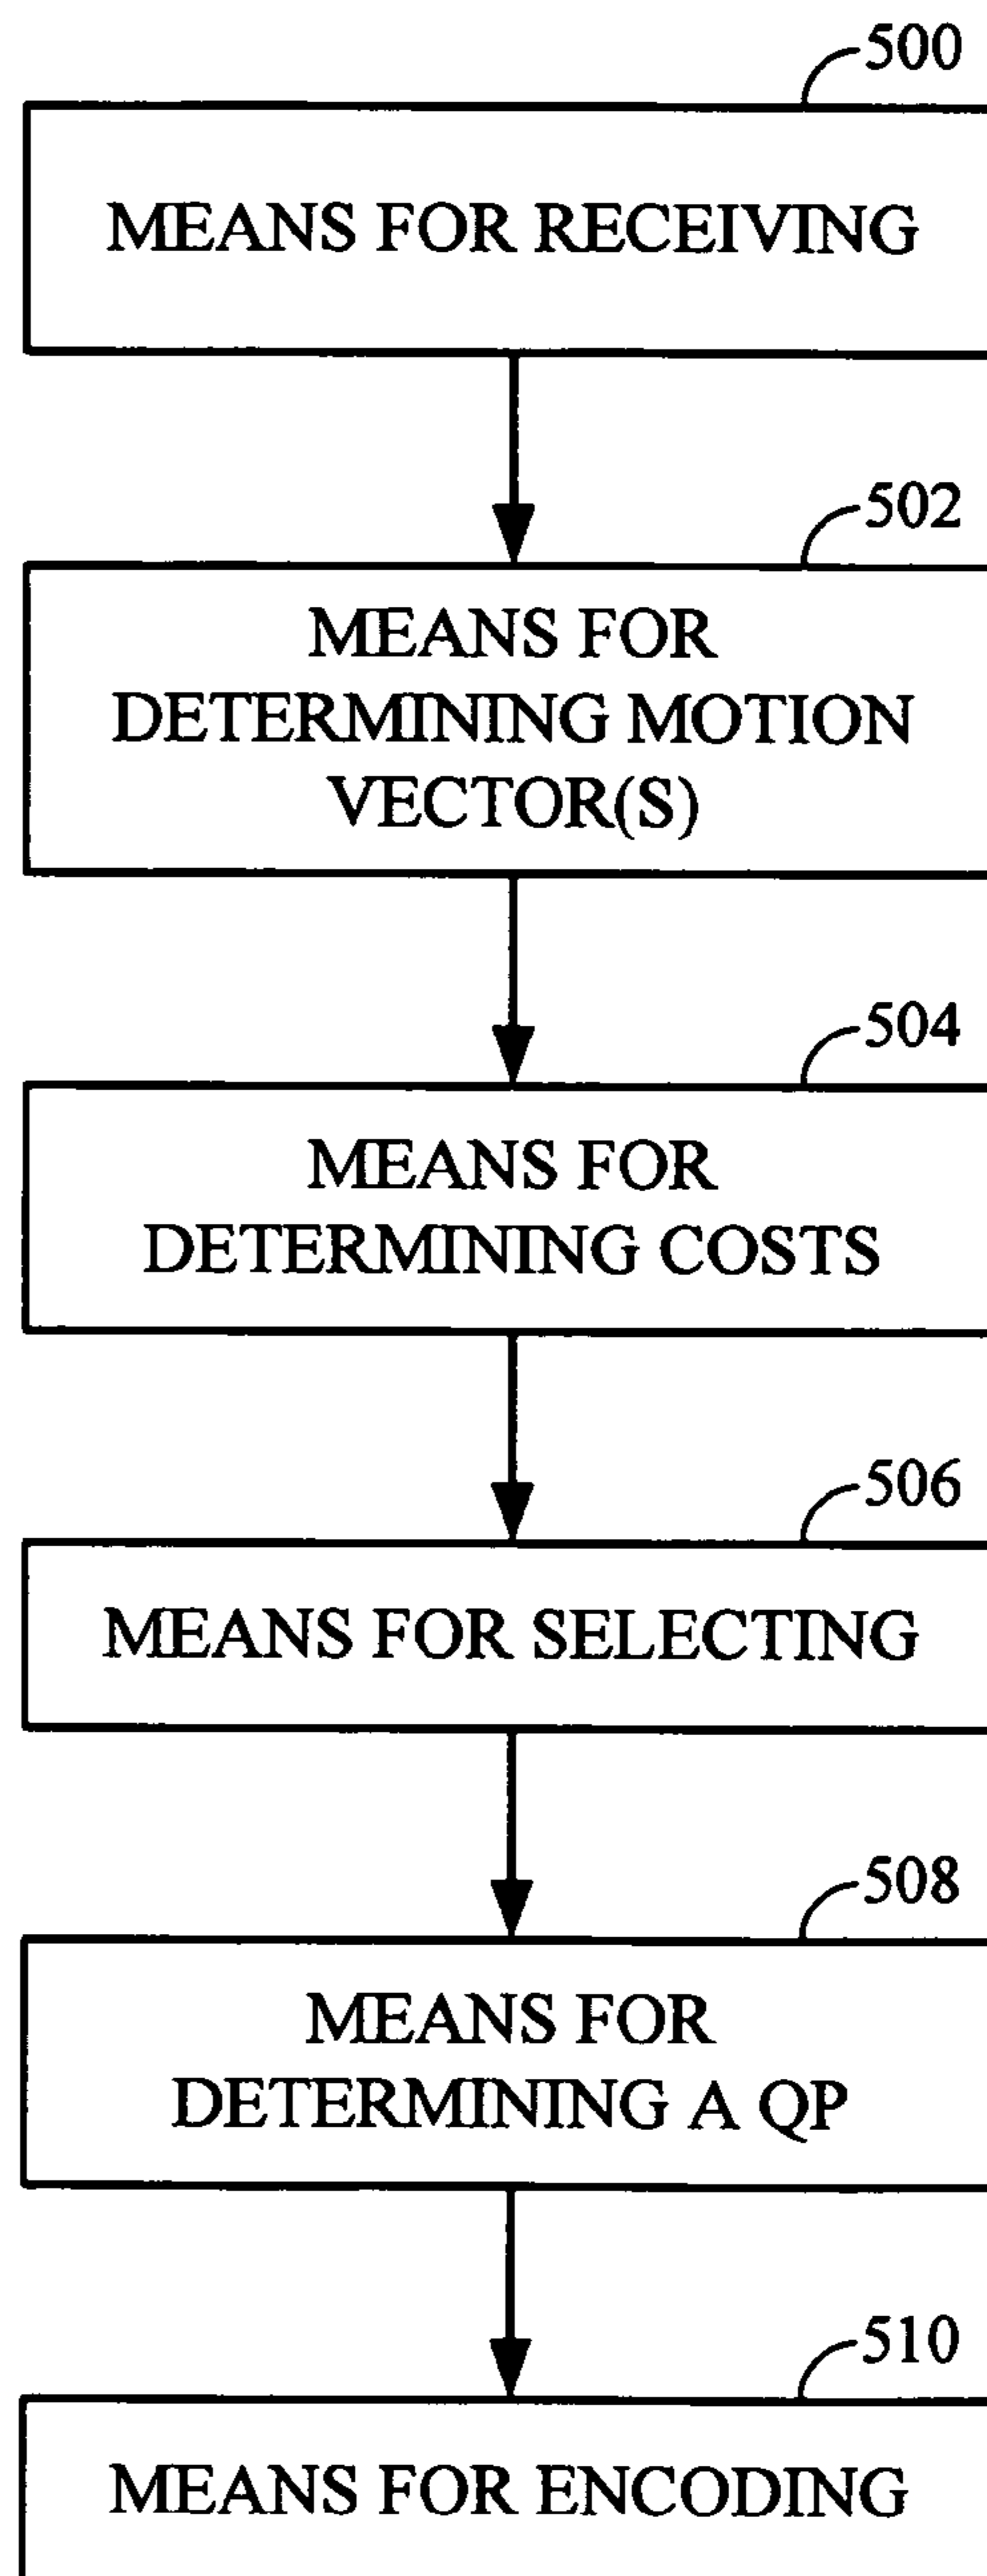 500
MEANS FOR RECEIVING
502
MEANS FOR
DETERMINING MOTION
VECTOR(S)
504
MEANS FOR
DETERMINING COSTS
506
MEANS FOR SELECTING
508
MEANS FOR
DETERMINING A QP
510
MEANS FOR ENCODING